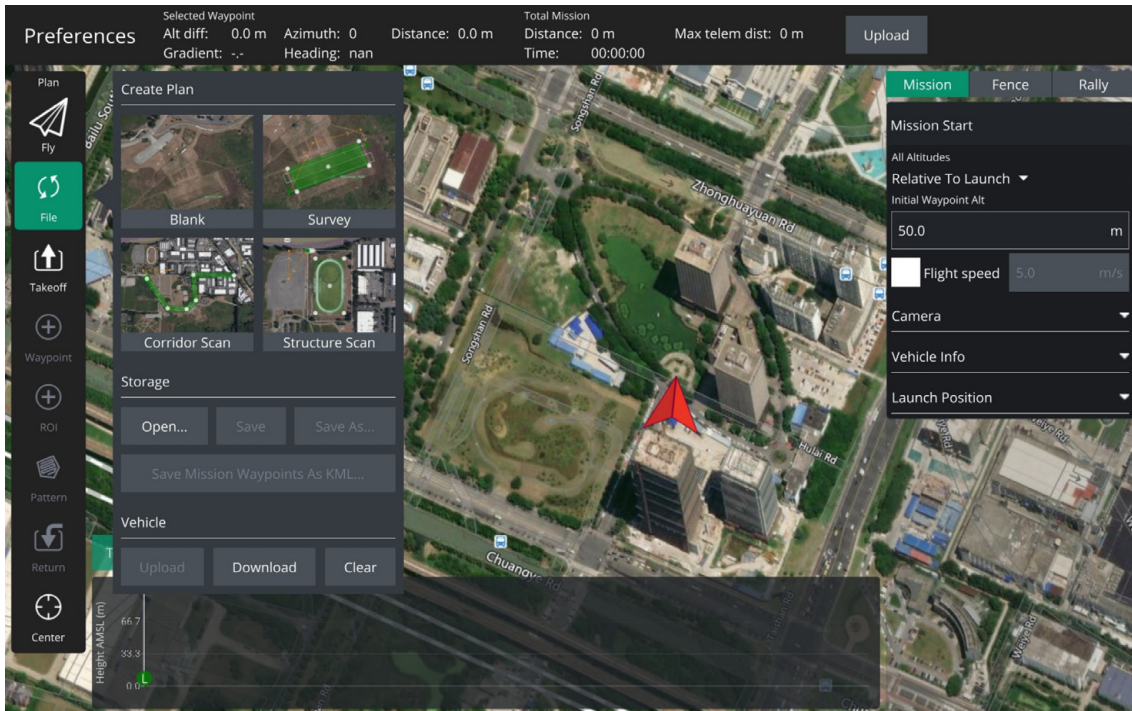 Preferences
Selected Waypoint
Alt diff: 0.0 m Azimuth: 0 Distance: 0.0 m
Gradient: -.- Heading: nan
Total Mission
Distance: 0 m Max telem dist: 0 m
Time: 00:00:00
Upload
Plan
Fly
File
Takeoff
Waypoint
ROI
Pattern
Return
Center
Create Plan
Blank
Survey
Corridor Scan
Structure Scan
Storage
Open...
Save
Save As...
Save Mission Waypoints As KML...
Vehicle
Upload
Download
Clear
Mission
Fence
Rally
Mission Start
All Altitudes
Relative To Launch
Initial Waypoint Alt
50.0 m
Flight speed 5.0 m/s
Camera
Vehicle Info
Launch Position
Songshan Rd
Zhonghuayuan Rd
Songshan Rd
Hulai Rd
Chuangye Rd
Weiye Rd
Weiye Rd
T
Height AMSL (m)
66.7
33.3
0.0
L